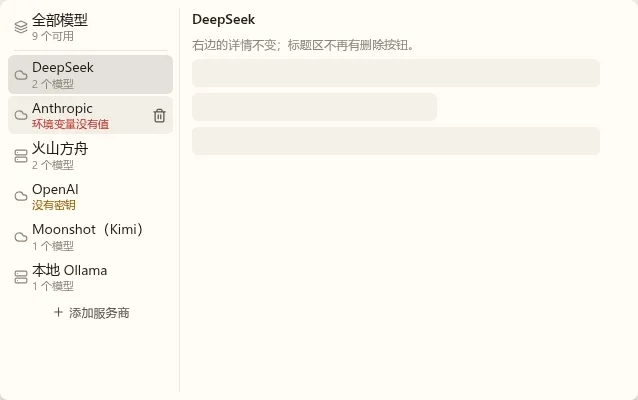 全部模型
9 个可用
DeepSeek
2 个模型
Anthropic
环境变量没有值
火山方舟
2 个模型
OpenAI
没有密钥
Moonshot（Kimi）
1 个模型
本地 Ollama
1 个模型
+ 添加服务商
DeepSeek
右边的详情不变；标题区不再有删除按钮。